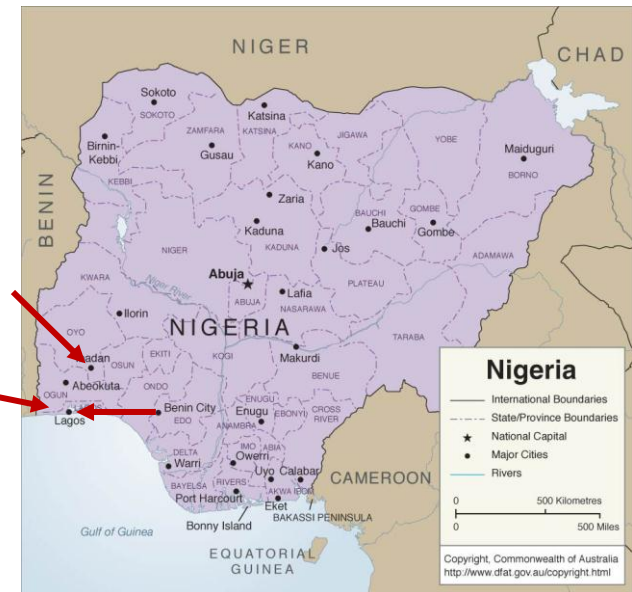 NIGER
CHAD
BENIN
Sokoto
SOKOTO
Katsina
KATSINA
ZAMFARA
Gusau
Birnin-
Kebbi
KEBBI
KANO
Kano
JIGAWA
YOBE
Maiduguri
BORNO
Zaria
Kaduna
KADUNA
BAUCHI
Bauchi
GOMBE
Gombe
ADAMAWA
NIGER
Jos
PLATEAU
Abuja
ABUJA
Lafia
NASARAWA
KWARA
Niger River
Ilorin
NIGERIA
TARABA
OYO
OSUN
EKITI
KOGI
Makurdi
BENUE
Abeokuta
OGUN
Lagos
ONDO
Benin City
EDO
ENUGU
Enugu
EBONYI
CROSS
RIVER
ANAMBRA
DELTA
Warri
IMO
ABIA
Owerri
BAYELSA
RIVERS
Port Harcourt
Uyo
Calabar
AKWA IBOM
Eket
BAKASSI PENINSULA
Bonny Island
CAMEROON
Gulf of Guinea
EQUATORIAL
GUINEA
Nigeria
International Boundaries
State/Province Boundaries
National Capital
Major Cities
Rivers
0 500 Kilometres
0 500 Miles
Copyright, Commonwealth of Australia
http://www.dfat.gov.au/copyright.html